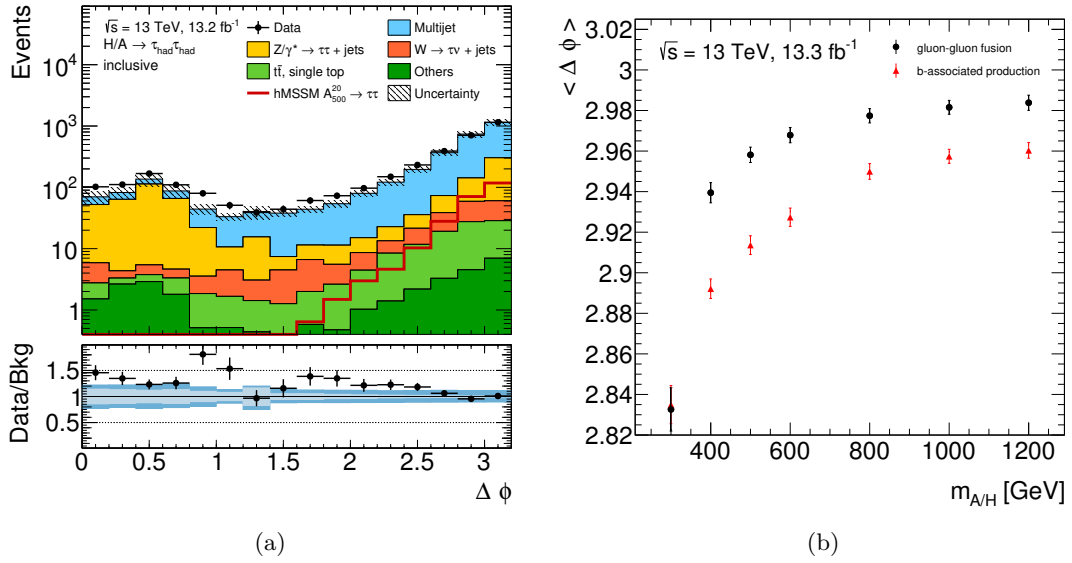 Events
√s = 13 TeV, 13.2 fb⁻¹
H/A → τ_had τ_had
inclusive
Data
Multijet
Z/γ* → ττ + jets
W → τν + jets
tt̄, single top
Others
hMSSM A²⁰₅₀₀ → ττ
Uncertainty
10⁴
10³
10²
10
1
Data/Bkg
1.5
1
0.5
0 0.5 1 1.5 2 2.5 3
Δ ϕ
(a)
< Δ ϕ >
√s = 13 TeV, 13.3 fb⁻¹
gluon-gluon fusion
b-associated production
3.02
3
2.98
2.96
2.94
2.92
2.9
2.88
2.86
2.84
2.82
400 600 800 1000 1200
m_A/H [GeV]
(b)